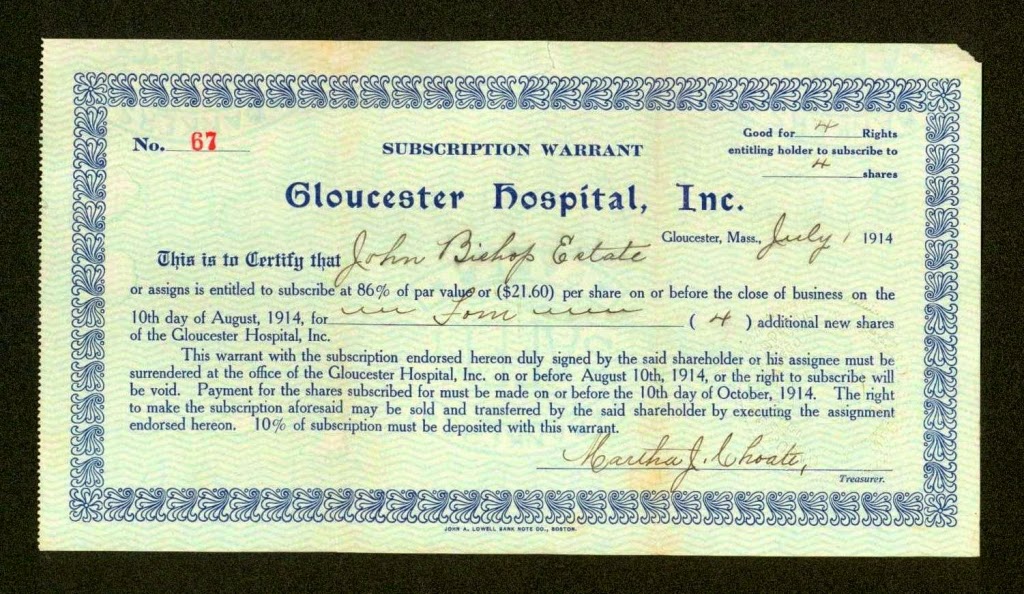 No. 67
SUBSCRIPTION WARRANT
Good for 4 Rights
entitling holder to subscribe to
4 shares
Gloucester Hospital, Inc.
Gloucester, Mass., July 1 1914
This is to Certify that John Bishop Estate
or assigns is entitled to subscribe at 86% of par value or ($21.60) per share on or before the close of business on the
10th day of August, 1914, for Four ( 4 ) additional new shares
of the Gloucester Hospital, Inc.
This warrant with the subscription endorsed hereon duly signed by the said shareholder or his assignee must be
surrendered at the office of the Gloucester Hospital, Inc. on or before August 10th, 1914, or the right to subscribe will
be void. Payment for the shares subscribed for must be made on or before the 10th day of October, 1914. The right
to make the subscription aforesaid may be sold and transferred by the said shareholder by executing the assignment
endorsed hereon. 10% of subscription must be deposited with this warrant.
Martha J. Choate,
Treasurer.
JOHN A. LOWELL BANK NOTE CO., BOSTON.